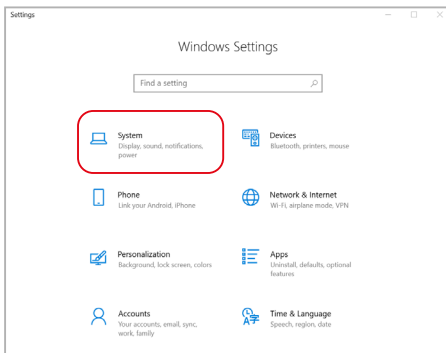 Settings
Windows Settings
Find a setting
System
Display, sound, notifications,
power
Devices
Bluetooth, printers, mouse
Phone
Link your Android, iPhone
Network & Internet
Wi-Fi, airplane mode, VPN
Personalization
Background, lock screen, colors
Apps
Uninstall, defaults, optional
features
Accounts
Your accounts, email, sync,
work, family
Time & Language
Speech, region, date